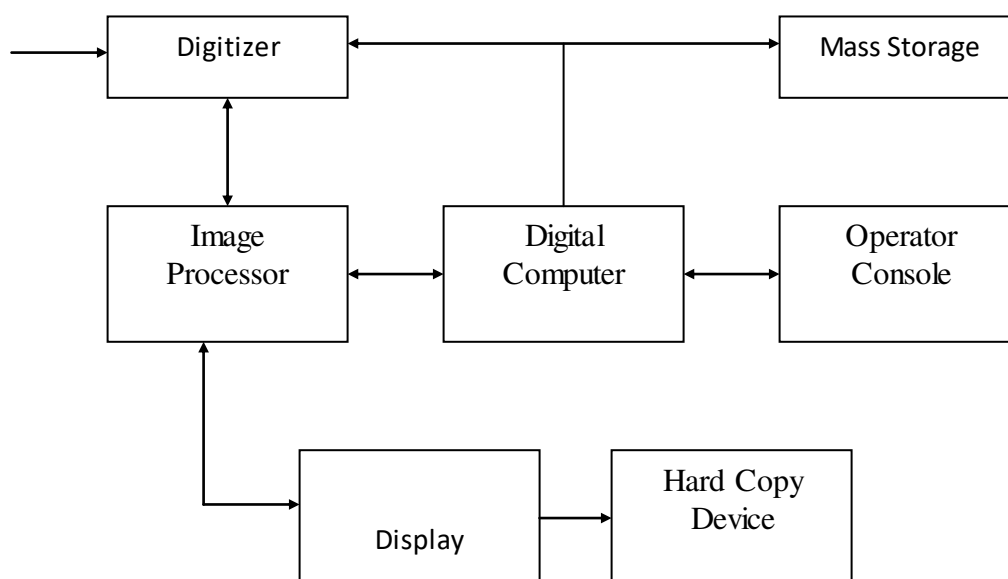 Digitizer
Mass Storage
Image
Processor
Digital
Computer
Operator
Console
Display
Hard Copy
Device